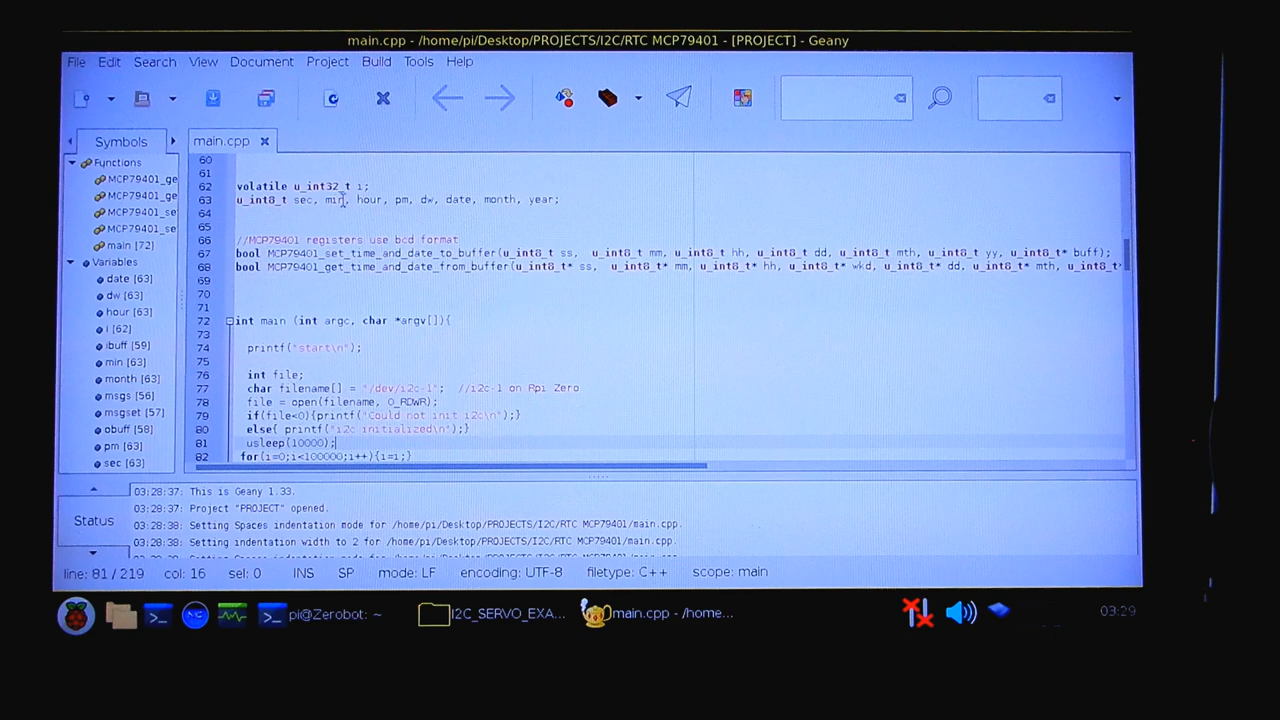 main.cpp - /home/pi/Desktop/PROJECTS/I2C/RTC MCP79401 - [PROJECT] - Geany
File Edit Search View Document Project Build Tools Help
Symbols
main.cpp
Functions
MCP79401_ge
MCP79401_ge
MCP79401_se
MCP79401_se
main [72]
Variables
date [63]
dw [63]
hour [63]
i [62]
ibuff [59]
min [63]
month [63]
msgs [56]
msgset [57]
obuff [58]
pm [63]
sec [63]
60
61
62 volatile u_int32_t i;
63 u_int8_t sec, min, hour, pm, dw, date, month, year;
64
65
66 //MCP79401 registers use bcd format
67 bool MCP79401_set_time_and_date_to_buffer(u_int8_t ss, u_int8_t mm, u_int8_t hh, u_int8_t dd, u_int8_t mth, u_int8_t yy, u_int8_t* buff);
68 bool MCP79401_get_time_and_date_from_buffer(u_int8_t* ss, u_int8_t* mm, u_int8_t* hh, u_int8_t* wkd, u_int8_t* dd, u_int8_t* mth, u_int8_t*
69
70
71
72 int main (int argc, char *argv[]){
73
74 printf("start\n");
75
76 int file;
77 char filename[] = "/dev/i2c-1"; //i2c-1 on Rpi Zero
78 file = open(filename, O_RDWR);
79 if(file<0){printf("Could not init i2c\n");}
80 else{ printf("i2c initialized\n");}
81 usleep(10000);
82 for(i=0;i<100000;i++){i=i;}
Status
03:28:37: This is Geany 1.33.
03:28:37: Project "PROJECT" opened.
03:28:38: Setting Spaces indentation mode for /home/pi/Desktop/PROJECTS/I2C/RTC MCP79401/main.cpp.
03:28:38: Setting indentation width to 2 for /home/pi/Desktop/PROJECTS/I2C/RTC MCP79401/main.cpp.
line: 81 / 219 col: 16 sel: 0 INS SP mode: LF encoding: UTF-8 filetype: C++ scope: main
pi@Zerobot: ~ I2C_SERVO_EXA... main.cpp - /home... 03:29